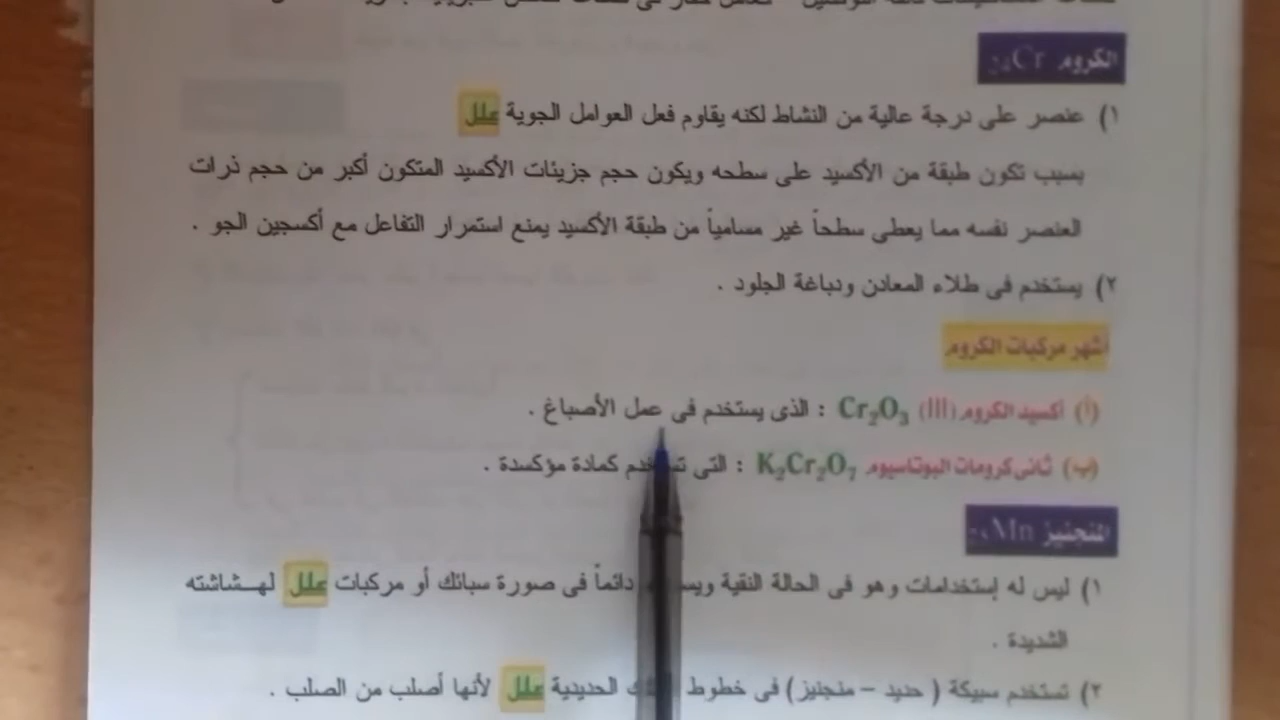 الكروم ₂₄Cr
١) عنصر على درجة عالية من النشاط لكنه يقاوم فعل العوامل الجوية علل
بسبب تكون طبقة من الأكسيد على سطحه ويكون حجم جزيئات الأكسيد المتكون أكبر من حجم ذرات
العنصر نفسه مما يعطى سطحاً غير مسامياً من طبقة الأكسيد يمنع استمرار التفاعل مع أكسجين الجو .
٢) يستخدم فى طلاء المعادن ودباغة الجلود .
أشهر مركبات الكروم
(أ) أكسيد الكروم (III) Cr₂O₃ : الذى يستخدم فى عمل الأصباغ .
(ب) ثانى كرومات البوتاسيوم K₂Cr₂O₇ : التى تستخدم كمادة مؤكسدة .
المنجنيز ₂₅Mn
١) ليس له إستخدامات وهو فى الحالة النقية دائماً فى صورة سبائك أو مركبات علل لهشاشته
الشديدة .
٢) تستخدم سبيكة ( حديد – منجنيز ) فى خطوط الحديدية علل لأنها أصلب من الصلب .